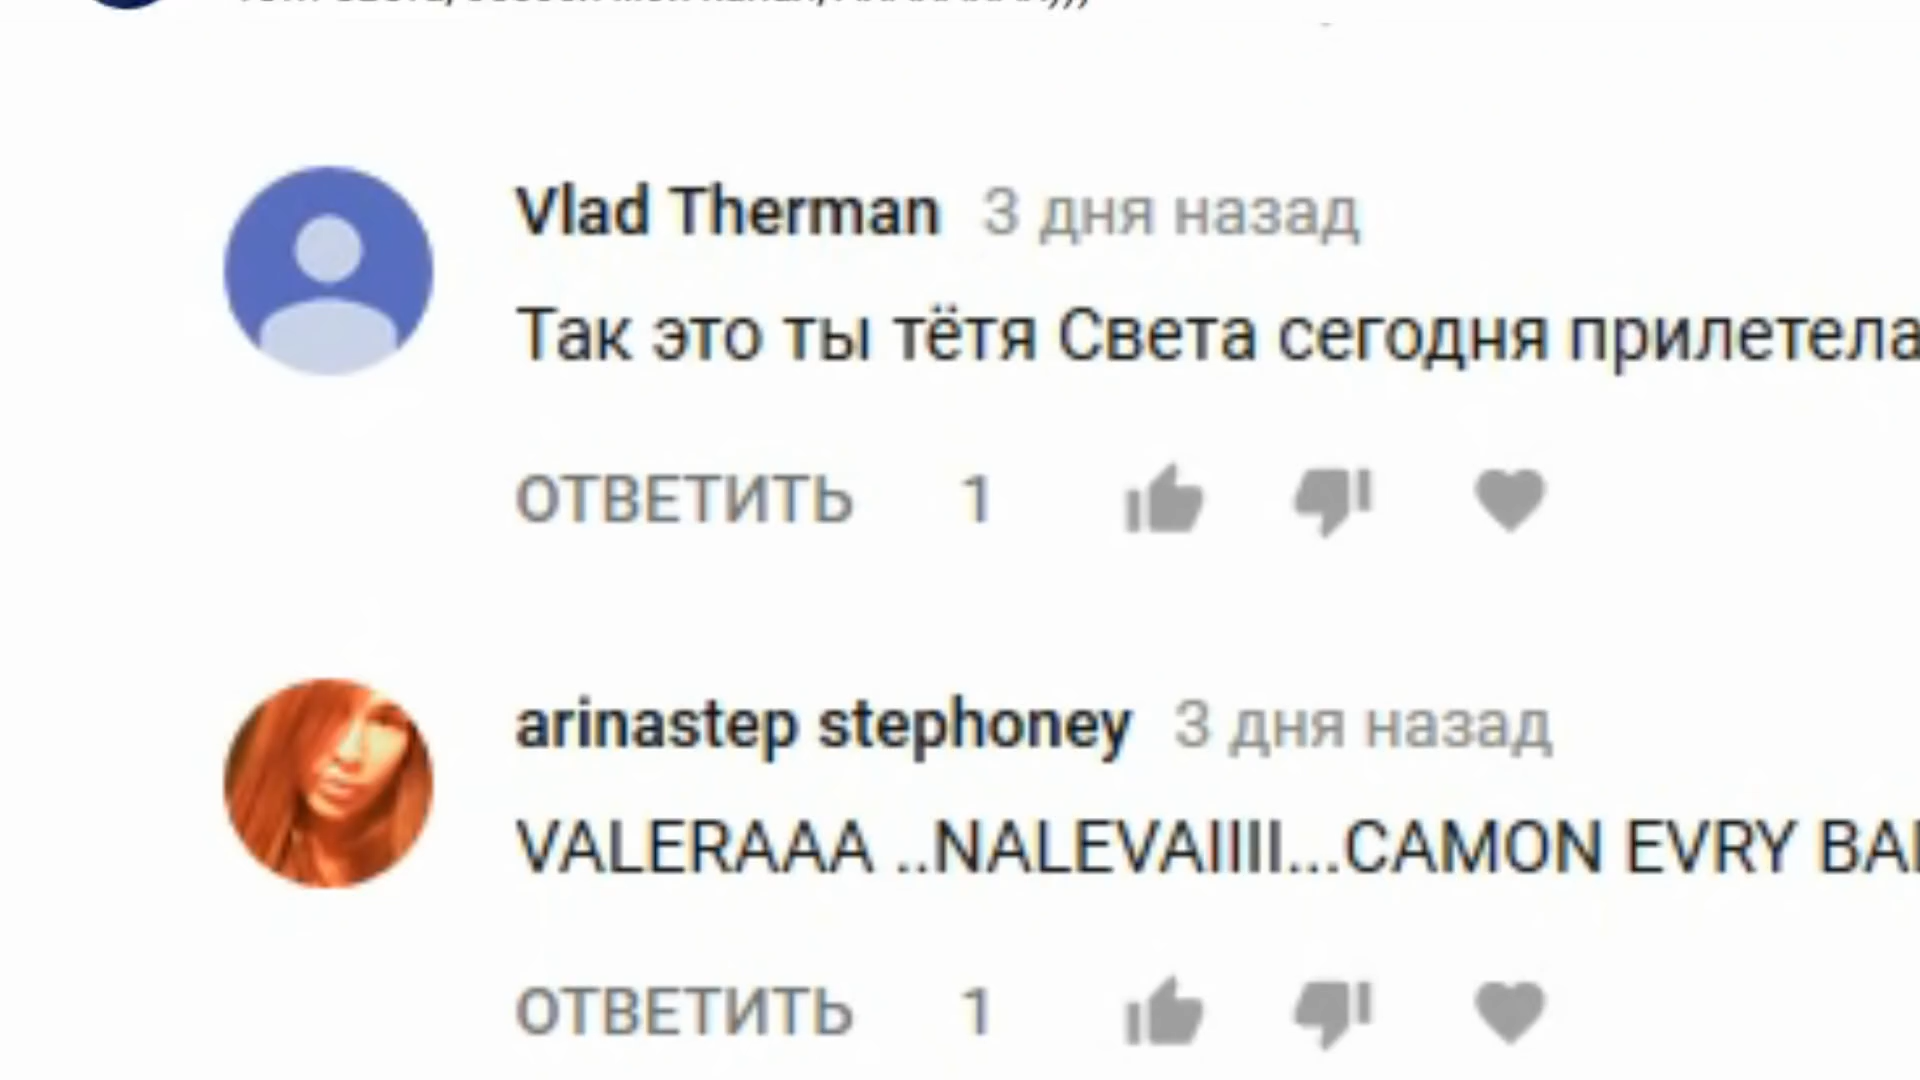 Vlad Therman 3 дня назад
Так это ты тётя Света сегодня прилетела
ОТВЕТИТЬ 1
arinastep stephoney 3 дня назад
VALERAAA ..NALEVAIIII...CAMON EVRY
ОТВЕТИТЬ 1